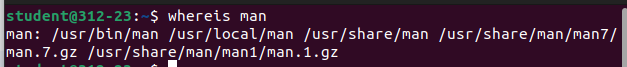 student@312-23:~$ whereis man
man: /usr/bin/man /usr/local/man /usr/share/man /usr/share/man/man7/
man.7.gz /usr/share/man/man1/man.1.gz